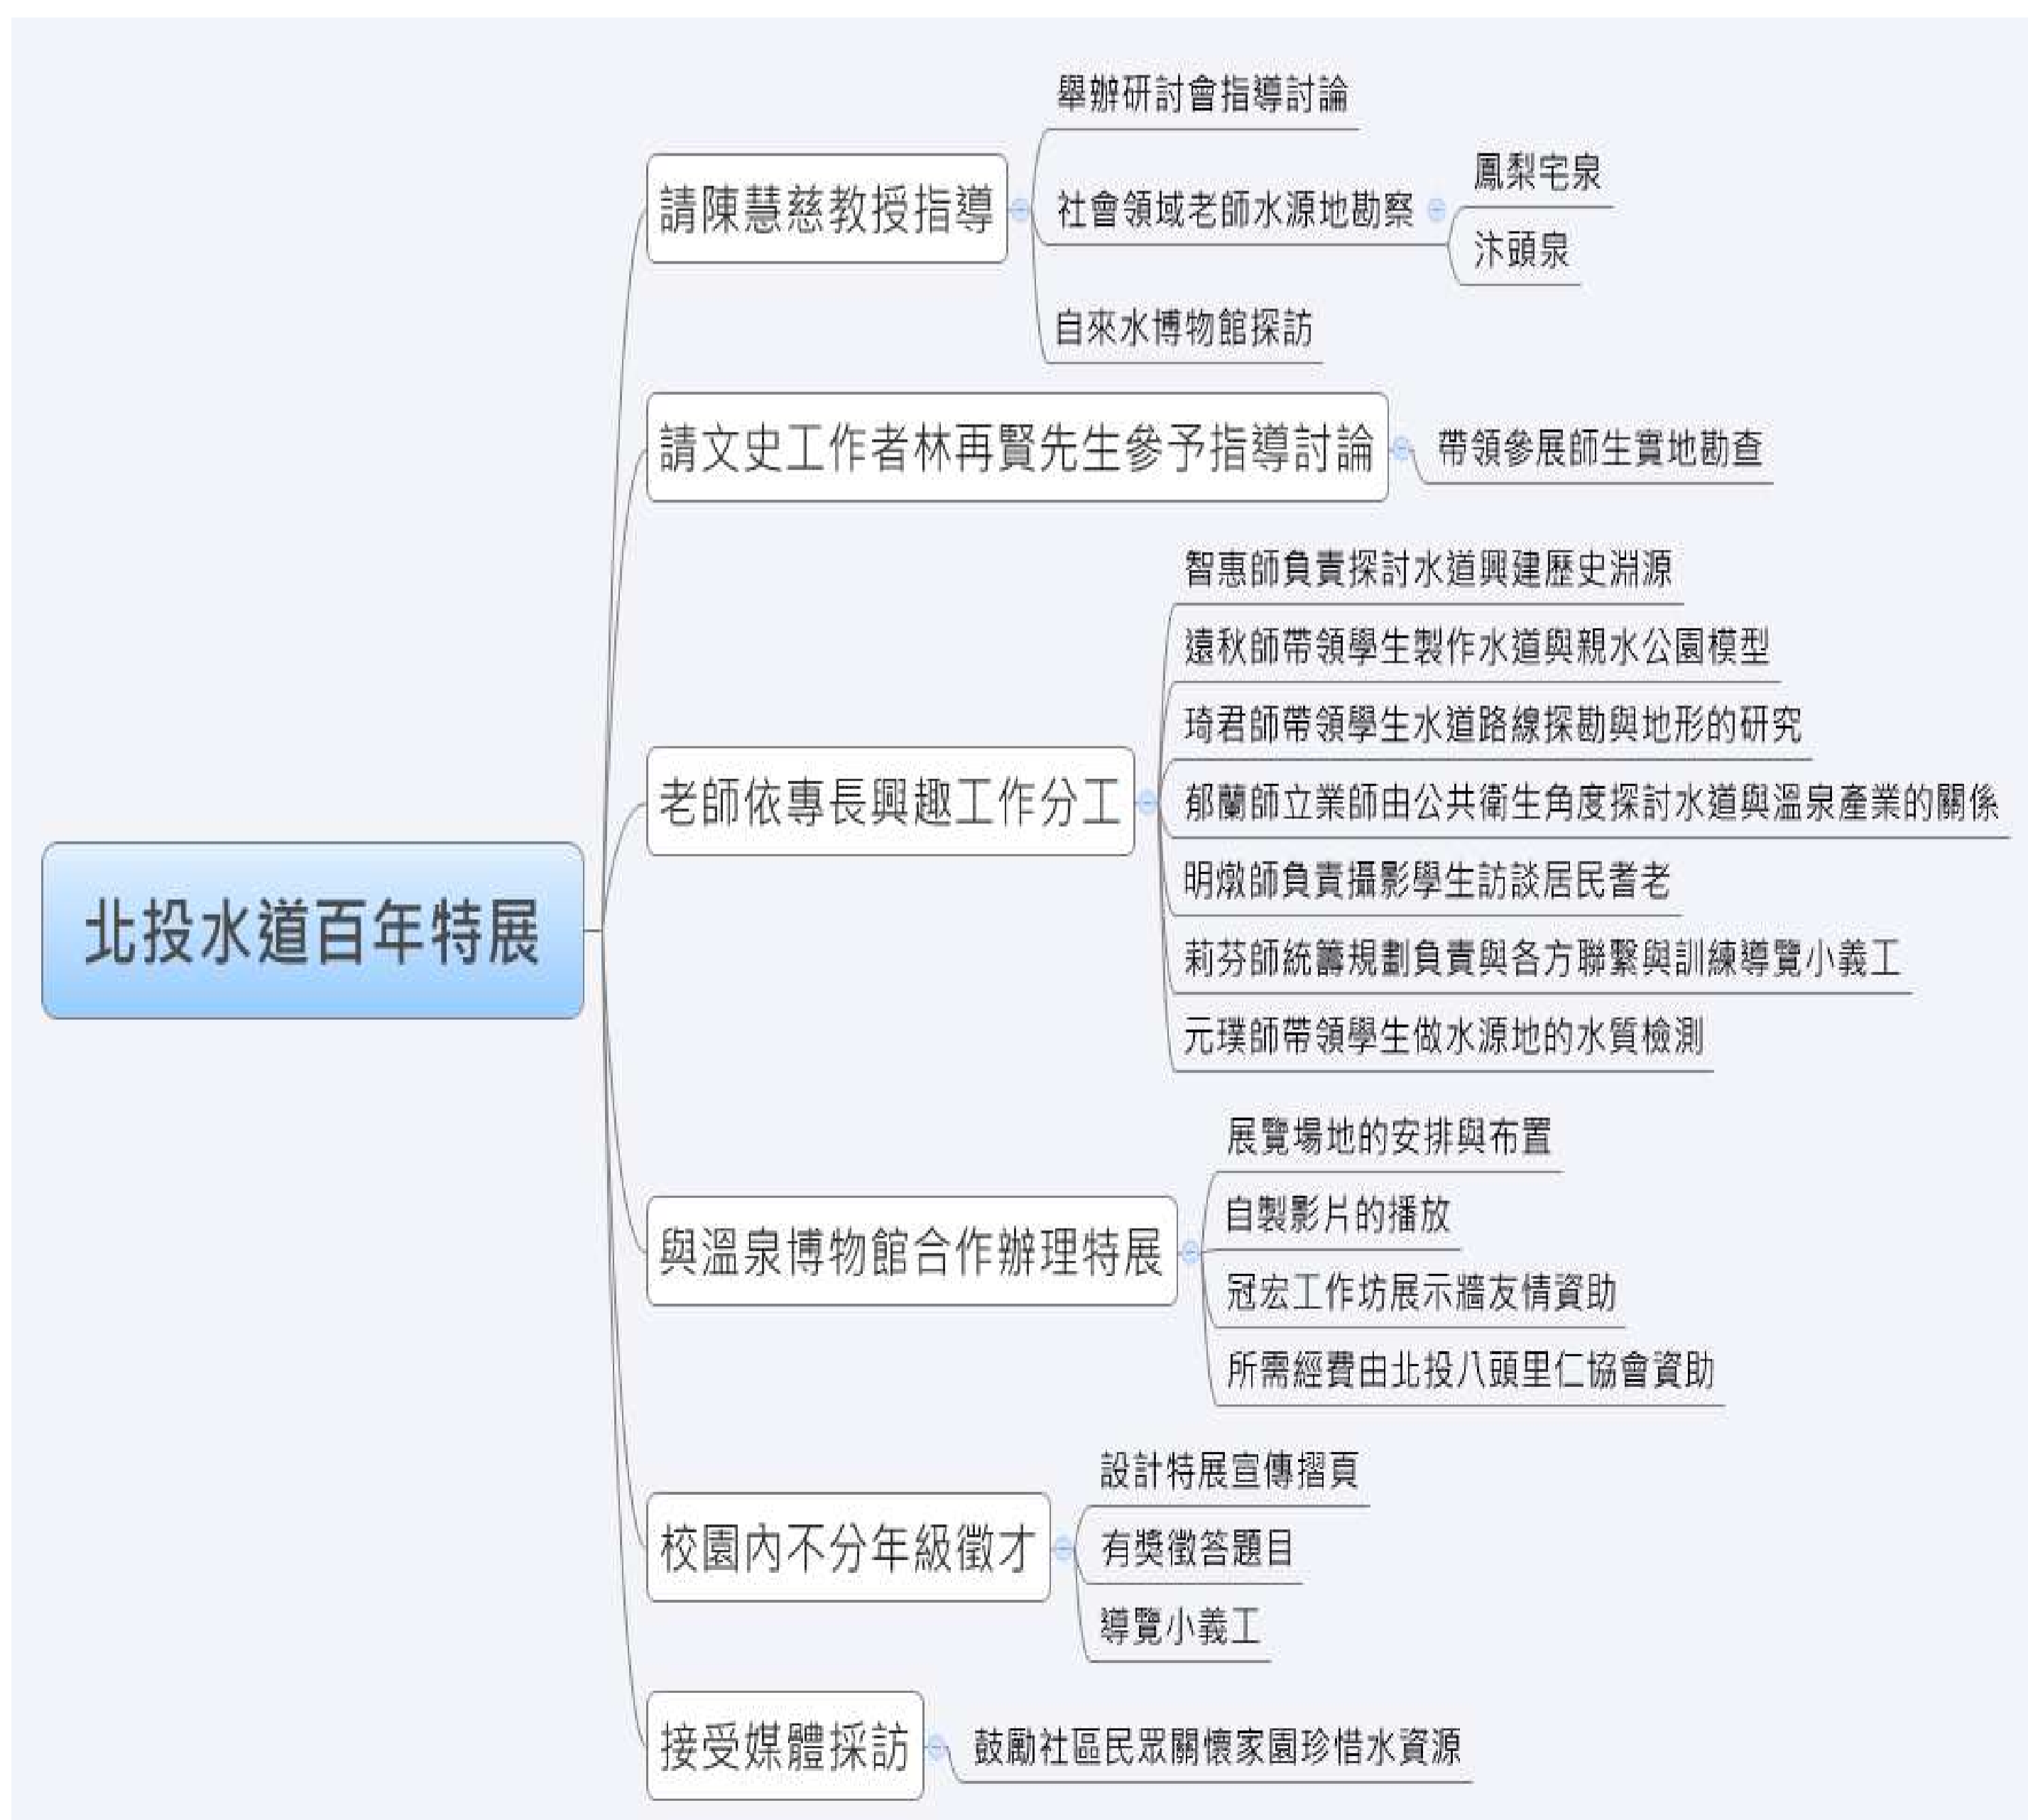 北投水道百年特展
請陳慧慈教授指導
舉辦研討會指導討論
社會領域老師水源地勘察
鳳梨宅泉
汴頭泉
自來水博物館探訪
請文史工作者林再賢先生參予指導討論
帶領參展師生實地勘查
老師依專長興趣工作分工
智惠師負責探討水道興建歷史淵源
遠秋師帶領學生製作水道與親水公園模型
琦君師帶領學生水道路線探勘與地形的研究
郁蘭師立業師由公共衛生角度探討水道與溫泉產業的關係
明燉師負責攝影學生訪談居民耆老
莉芬師統籌規劃負責與各方聯繫與訓練導覽小義工
元璞師帶領學生做水源地的水質檢測
與溫泉博物館合作辦理特展
展覽場地的安排與布置
自製影片的播放
冠宏工作坊展示牆友情資助
所需經費由北投八頭里仁協會資助
校園內不分年級徵才
設計特展宣傳摺頁
有獎徵答題目
導覽小義工
接受媒體採訪
鼓勵社區民眾關懷家園珍惜水資源